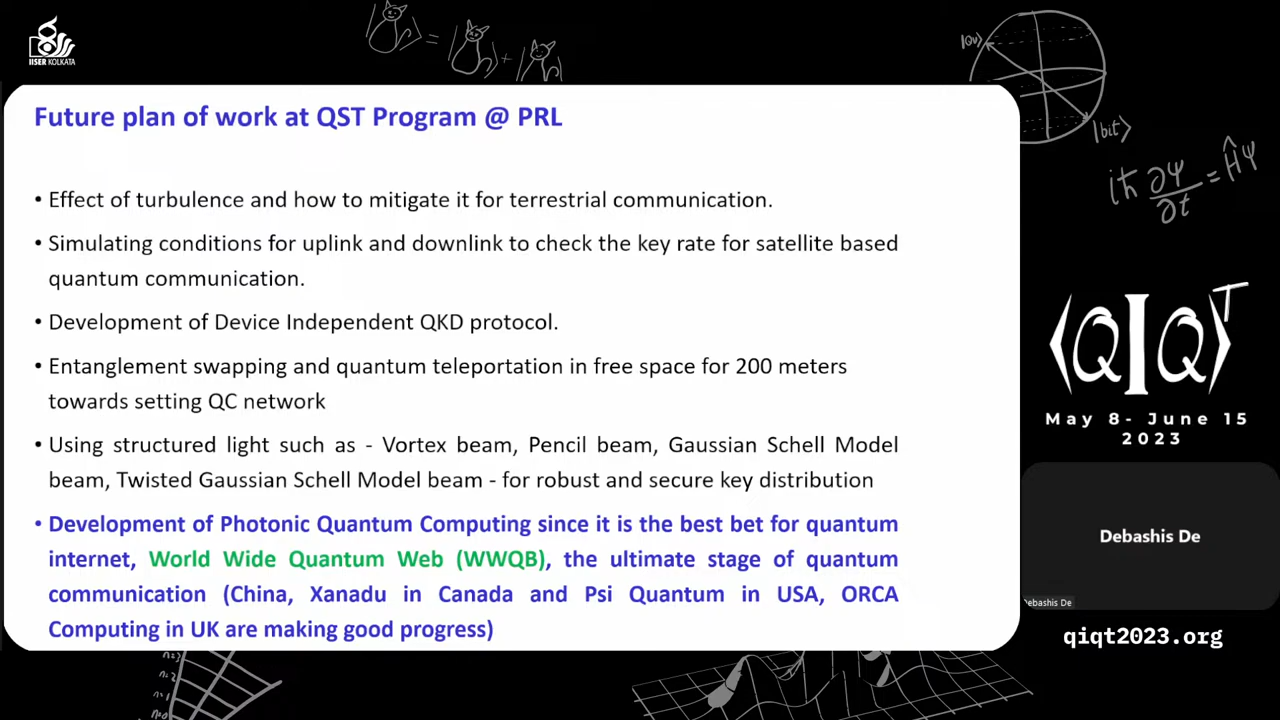 IISER KOLKATA
Future plan of work at QST Program @ PRL
• Effect of turbulence and how to mitigate it for terrestrial communication.
• Simulating conditions for uplink and downlink to check the key rate for satellite based
quantum communication.
• Development of Device Independent QKD protocol.
• Entanglement swapping and quantum teleportation in free space for 200 meters
towards setting QC network
• Using structured light such as - Vortex beam, Pencil beam, Gaussian Schell Model
beam, Twisted Gaussian Schell Model beam - for robust and secure key distribution
• Development of Photonic Quantum Computing since it is the best bet for quantum
internet, World Wide Quantum Web (WWQB), the ultimate stage of quantum
communication (China, Xanadu in Canada and Psi Quantum in USA, ORCA
Computing in UK are making good progress)
|Qu⟩
|bit⟩
iħ ∂ψ/∂t = Ĥψ
⟨QIQ⟩T
May 8- June 15
2023
Debashis De
Debashis De
qiqt2023.org
n=3
n=2
n=1
n=0